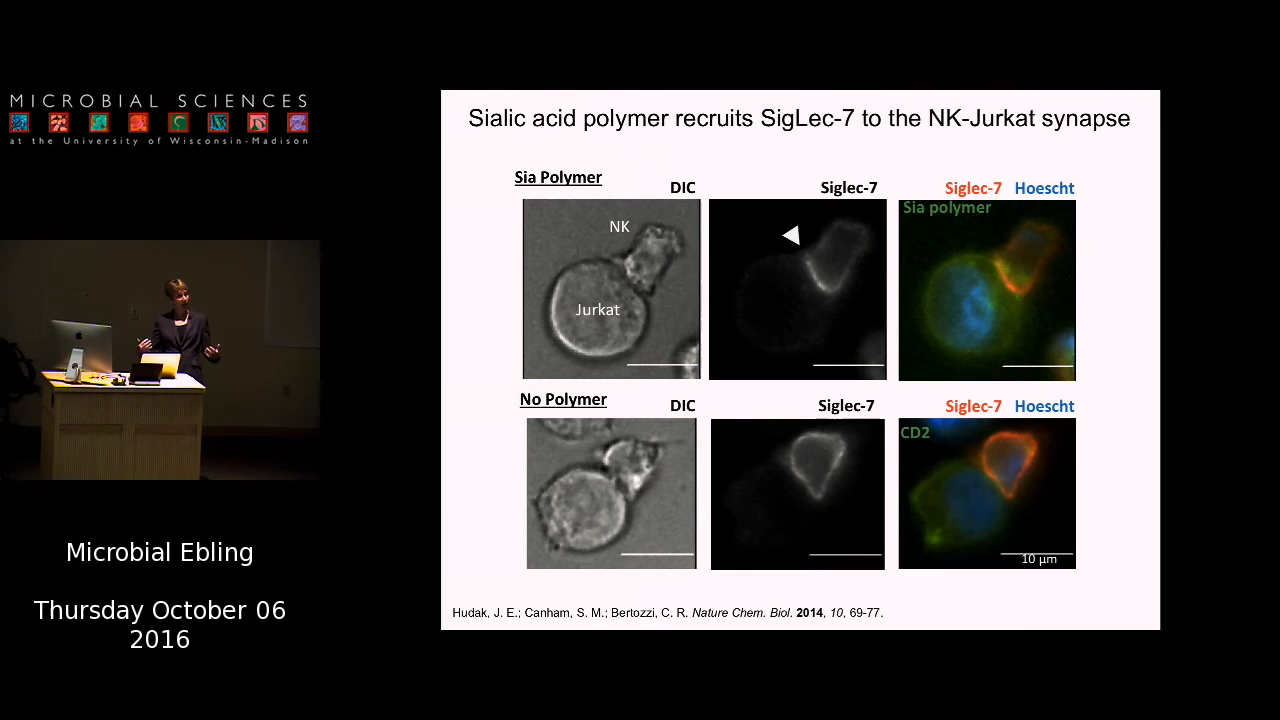 MICROBIAL SCIENCES
at the University of Wisconsin-Madison
Microbial Ebling
Thursday October 06
2016
Sialic acid polymer recruits SigLec-7 to the NK-Jurkat synapse
Sia Polymer
DIC
Siglec-7
Siglec-7 Hoescht
NK
Jurkat
Sia polymer
No Polymer
DIC
Siglec-7
Siglec-7 Hoescht
CD2
10 µm
Hudak, J. E.; Canham, S. M.; Bertozzi, C. R. Nature Chem. Biol. 2014, 10, 69-77.